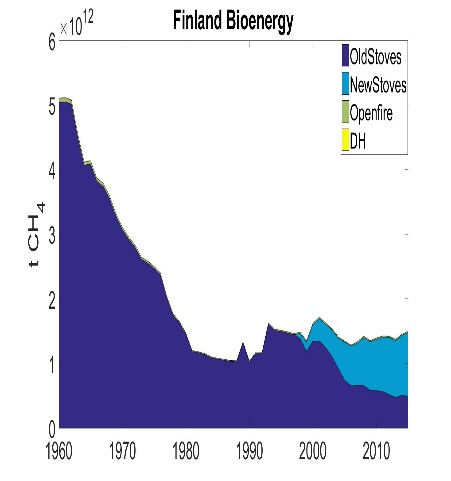 Finland Bioenergy
×10¹²
6
5
4
3
2
1
0
t CH₄
1960 1970 1980 1990 2000 2010
OldStoves
NewStoves
Openfire
DH